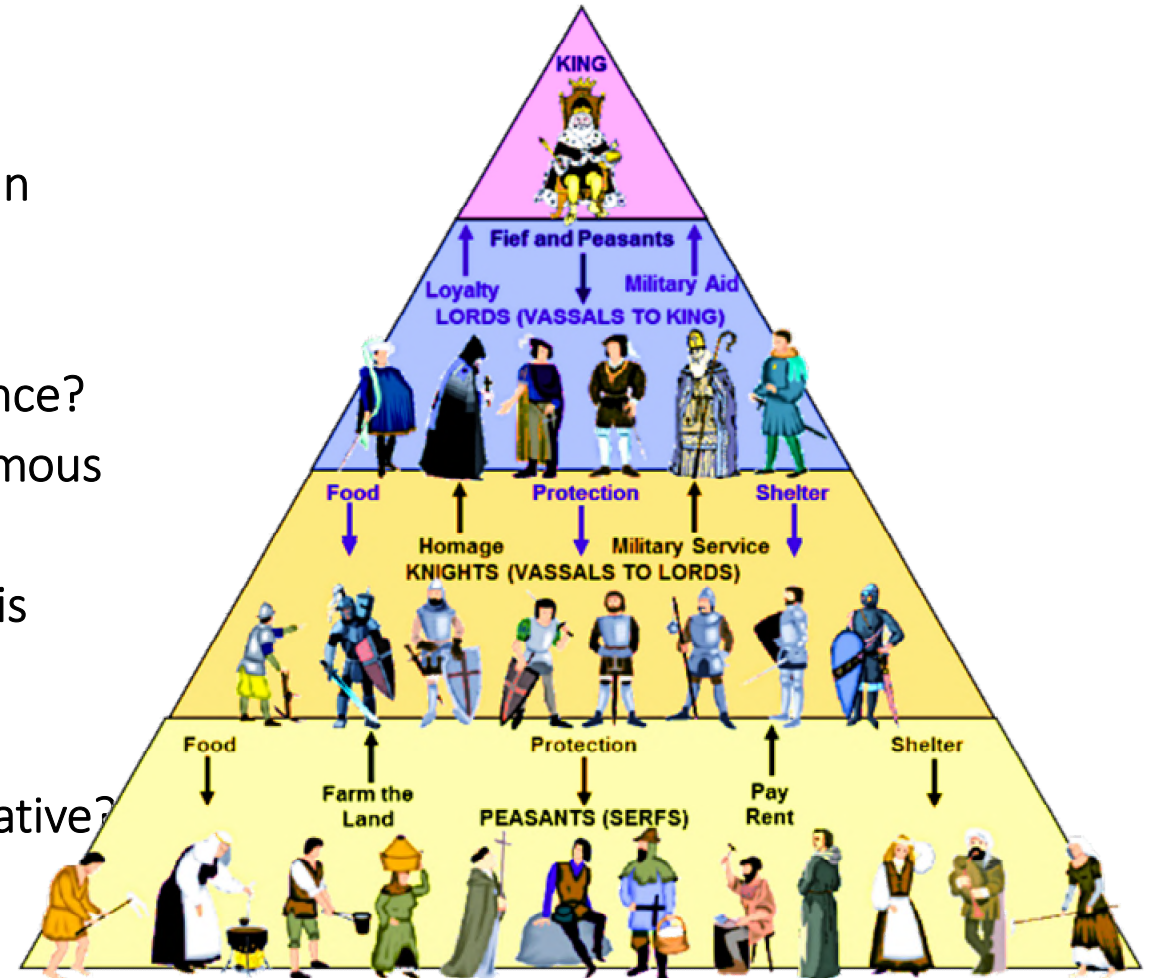 KING
n
Fief and Peasants
Loyalty
Military Aid
LORDS (VASSALS TO KING)
nce?
mous
Food
Protection
Shelter
Homage
Military Service
KNIGHTS (VASSALS TO LORDS)
is
Food
Protection
Shelter
Farm the
Land
Pay
Rent
PEASANTS (SERFS)
ative?